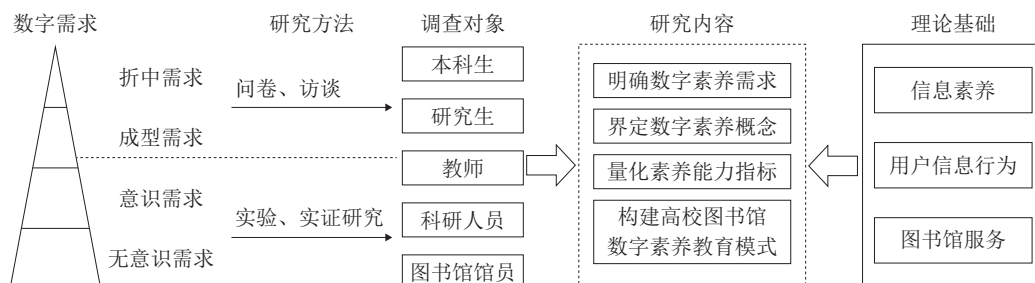 数字需求
研究方法
调查对象
研究内容
理论基础
折中需求
成型需求
意识需求
无意识需求
问卷、访谈
实验、实证研究
本科生
研究生
教师
科研人员
图书馆馆员
明确数字素养需求
界定数字素养概念
量化素养能力指标
构建高校图书馆
数字素养教育模式
信息素养
用户信息行为
图书馆服务